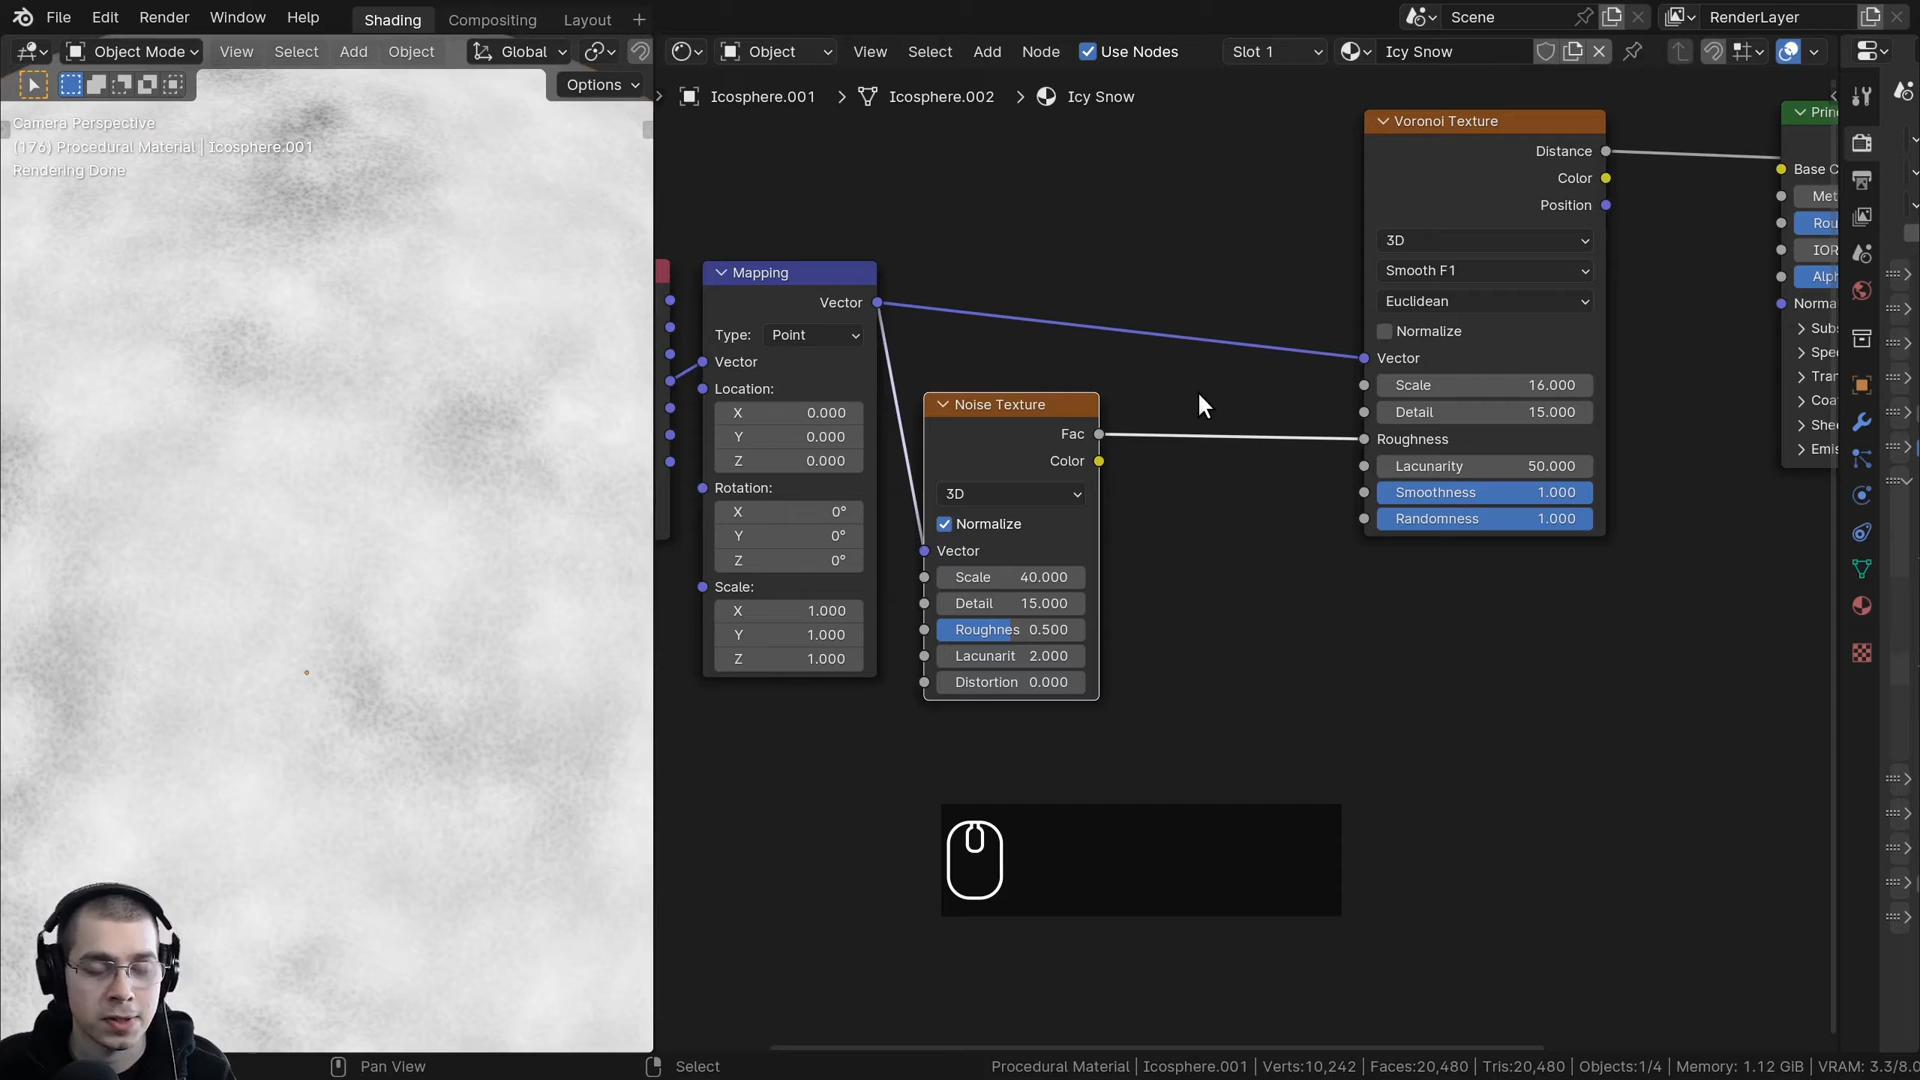 File Edit Render Window Help Shading Compositing Layout + Scene RenderLayer
Object Mode View Select Add Object Global Object View Select Add Node Use Nodes Slot 1 Icy Snow
Options
Icosphere.001 Icosphere.002 Icy Snow
Camera Perspective
(176) Procedural Material | Icosphere.001
Rendering Done
Mapping
Vector
Type: Point
Vector
Location:
X 0.000
Y 0.000
Z 0.000
Rotation:
X 0°
Y 0°
Z 0°
Scale:
X 1.000
Y 1.000
Z 1.000
Noise Texture
Fac
Color
3D
Normalize
Vector
Scale 40.000
Detail 15.000
Roughnes 0.500
Lacunarit 2.000
Distortion 0.000
Voronoi Texture
Distance
Color
Position
3D
Smooth F1
Euclidean
Normalize
Vector
Scale 16.000
Detail 15.000
Roughness
Lacunarity 50.000
Smoothness 1.000
Randomness 1.000
Princ
Base C
Met
Rou
IOR
Alph
Norma
Subs
Spec
Tran
Coat
Shee
Emis
Pan View Select Procedural Material | Icosphere.001 | Verts:10,242 | Faces:20,480 | Tris:20,480 | Objects:1/4 | Memory: 1.12 GiB | VRAM: 3.3/8.0